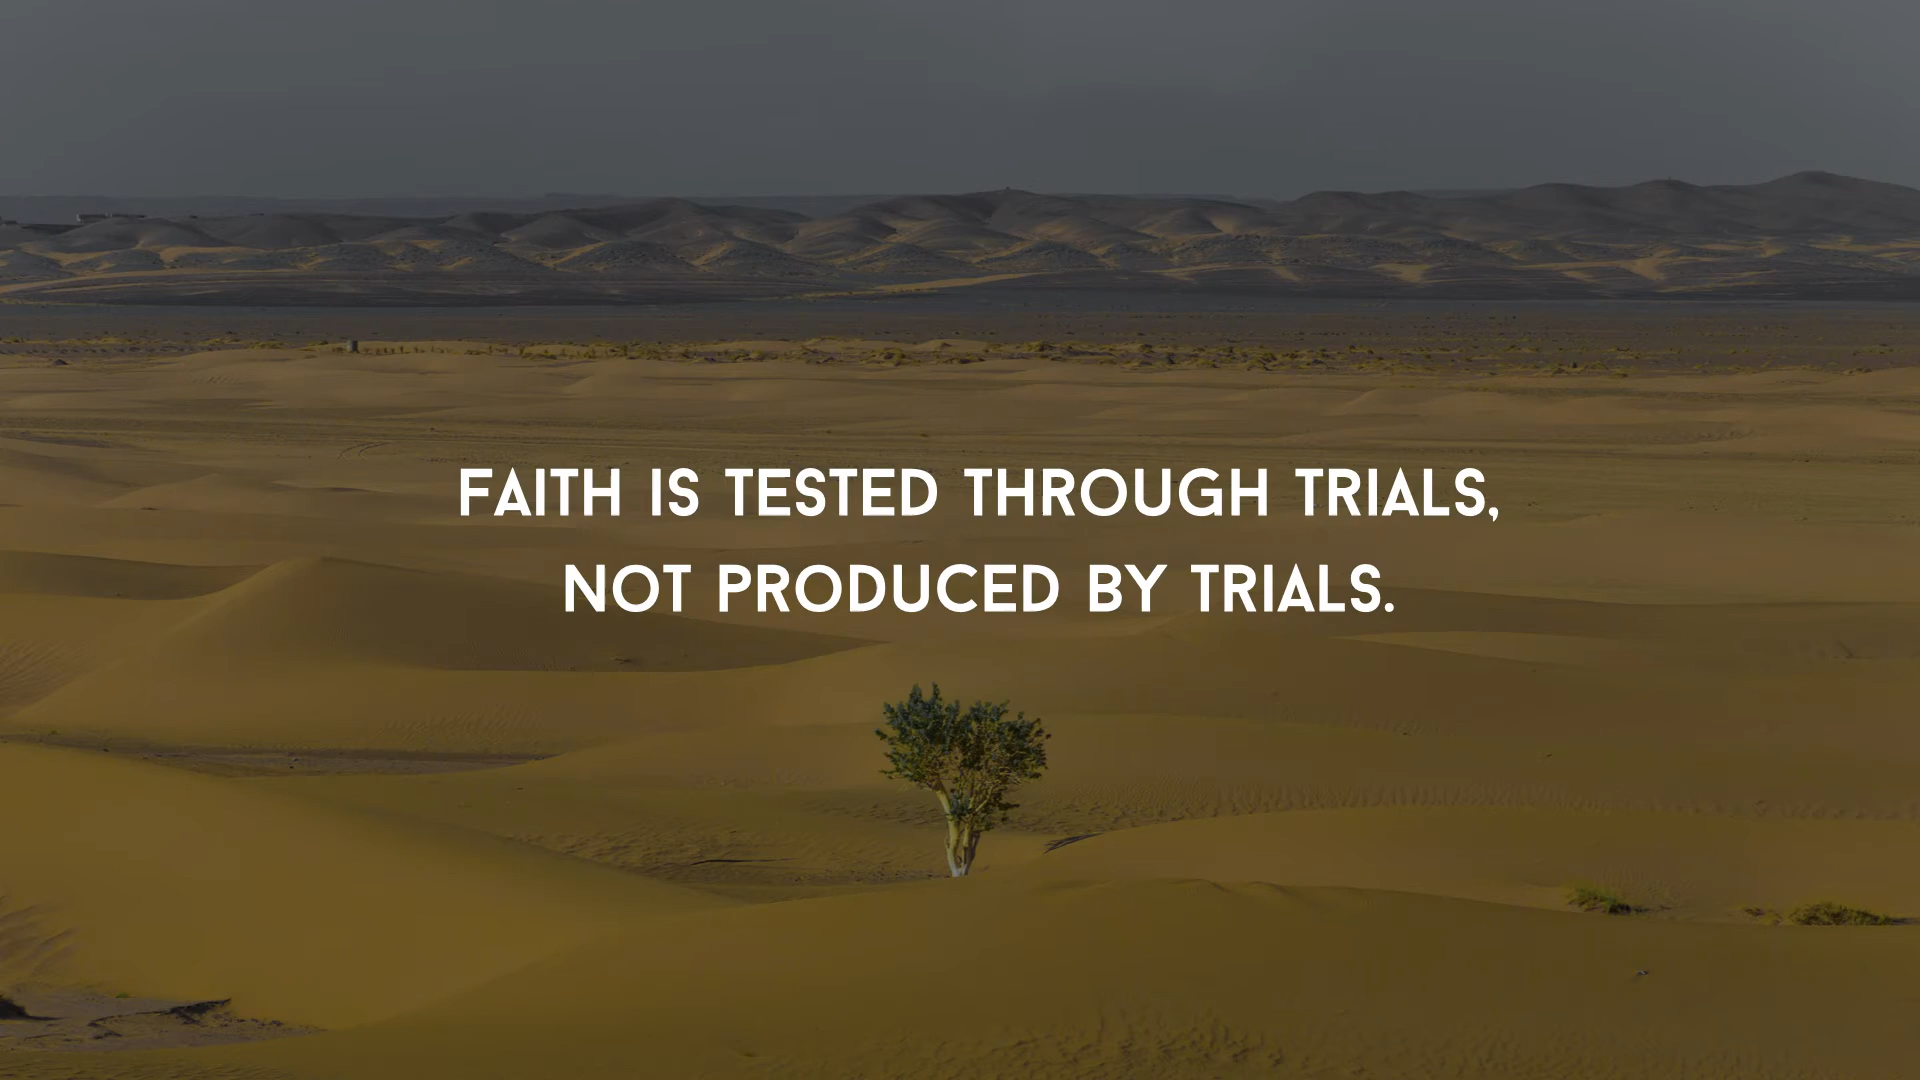 FAITH IS TESTED THROUGH TRIALS,
NOT PRODUCED BY TRIALS.